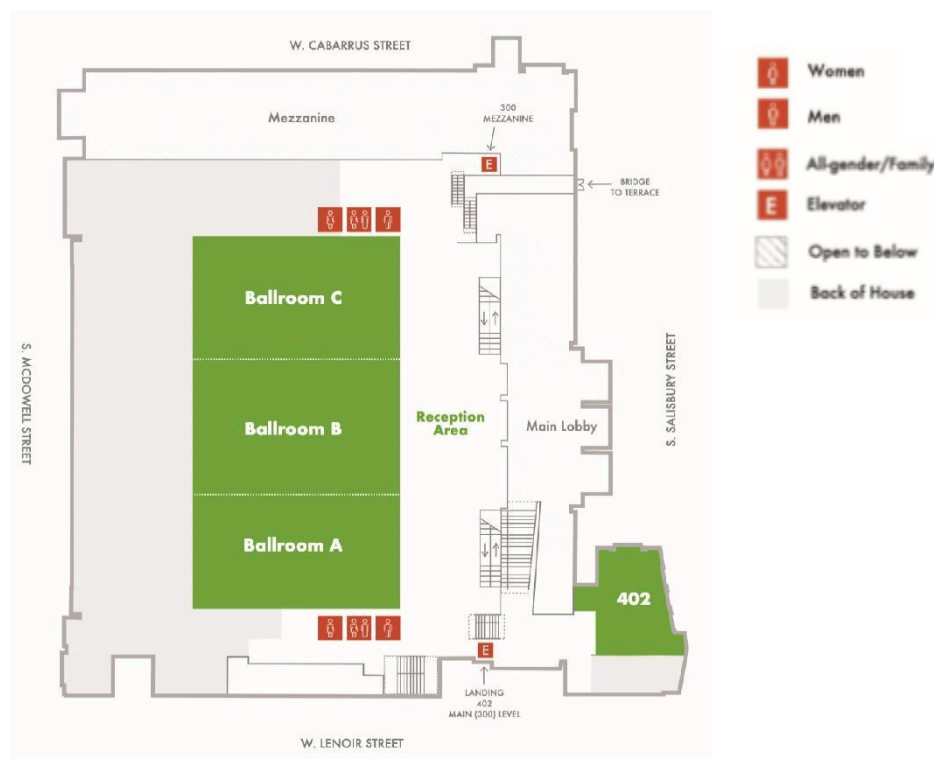 W. CABARRUS STREET
Women
Men
All-gender/Family
E Elevator
Open to Below
Back of House
Mezzanine
300
MEZZANINE
E
BRIDGE
TO TERRACE
Ballroom C
S. MCDOWELL STREET
S. SALISBURY STREET
Ballroom B
Reception
Area
Main Lobby
Ballroom A
402
E
LANDING
402
MAIN (300) LEVEL
W. LENOIR STREET